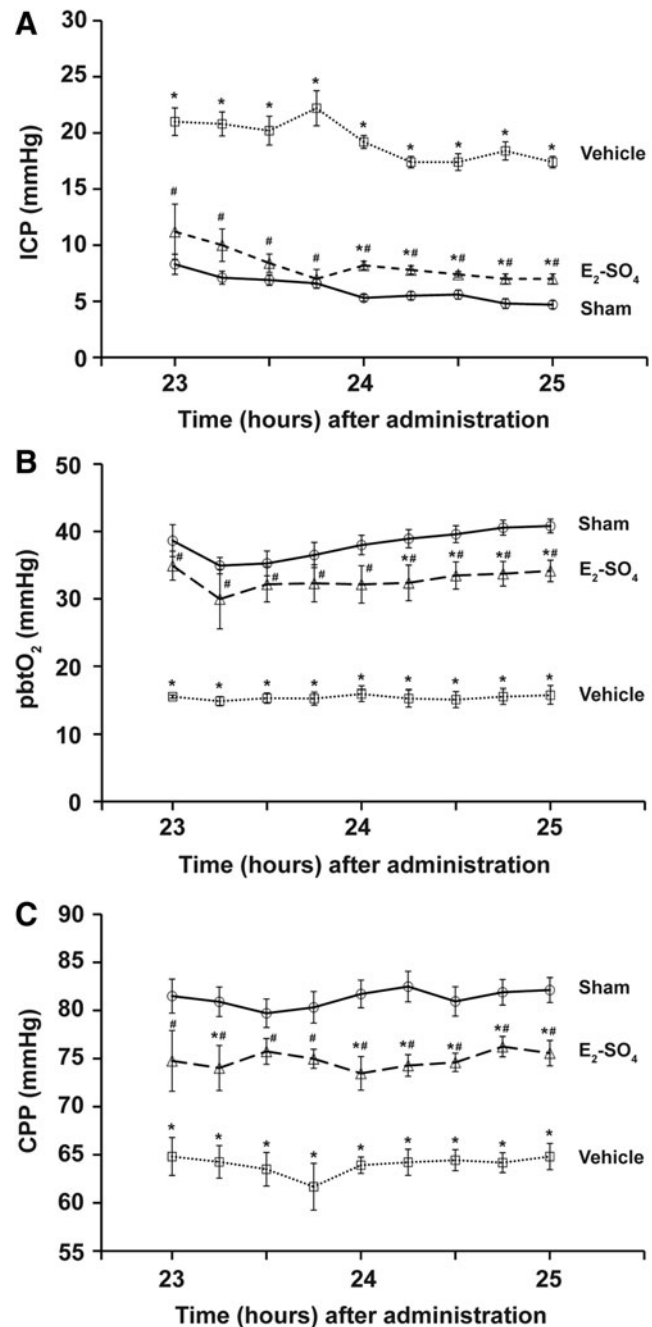 A
30
25
20
15
10
5
0
ICP (mmHg)
* * * * * * * * *
Vehicle
# # # # *# *# *# *# *#
E₂-SO₄
Sham
23 24 25
Time (hours) after administration
B
50
40
30
20
10
0
pbtO₂ (mmHg)
Sham
# # # # # *# *# *# *#
E₂-SO₄
* * * * * * * * *
Vehicle
23 24 25
Time (hours) after administration
C
90
85
80
75
70
65
60
55
CPP (mmHg)
Sham
# *# # # *# *# *# *# *#
E₂-SO₄
* * * * * * * * *
Vehicle
23 24 25
Time (hours) after administration